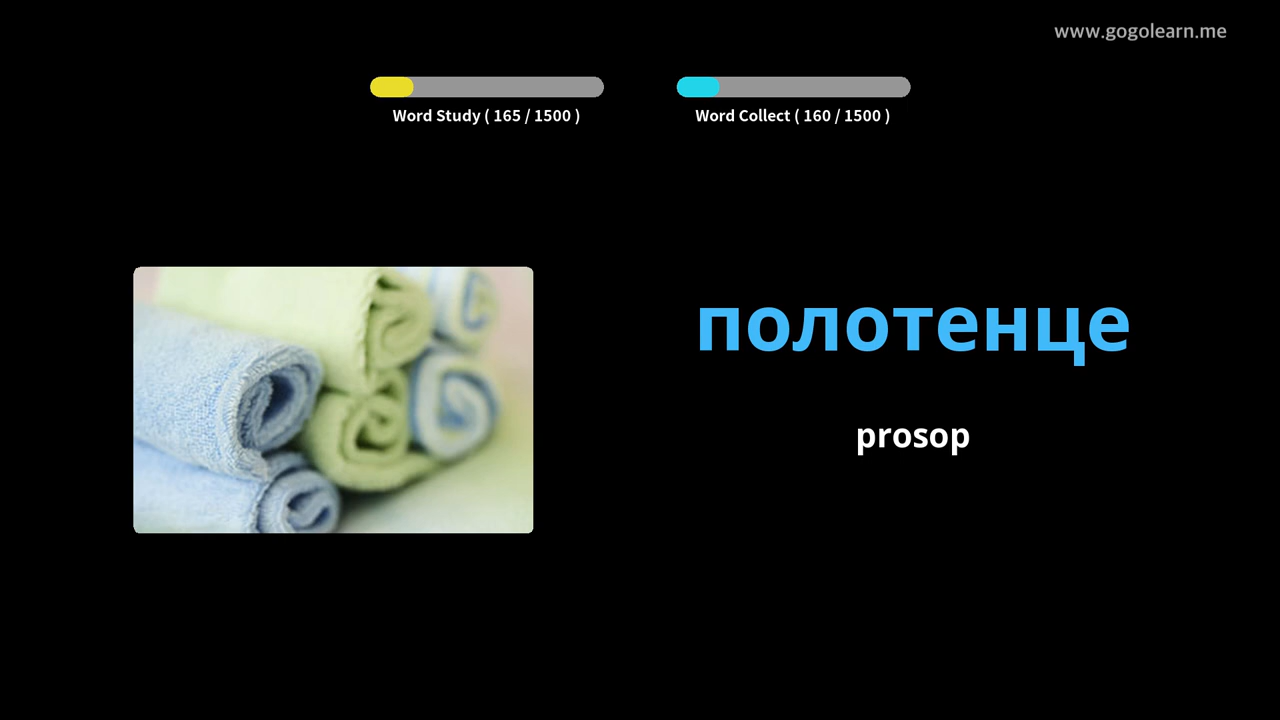 www.gogolearn.me
Word Study ( 165 / 1500 )
Word Collect ( 160 / 1500 )
полотенце
prosop